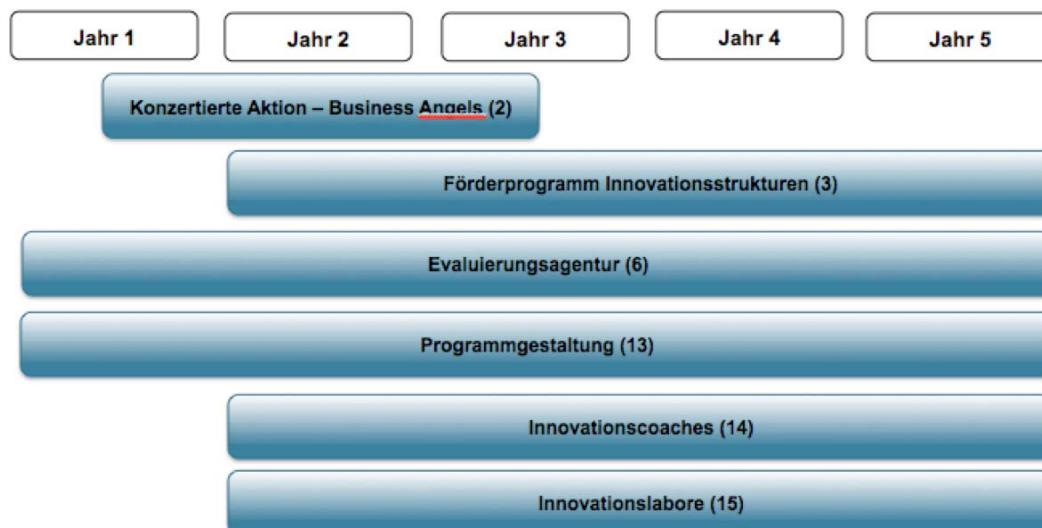 Jahr 1 Jahr 2 Jahr 3 Jahr 4 Jahr 5
Konzertierte Aktion – Business Angels (2)
Förderprogramm Innovationsstrukturen (3)
Evaluierungsagentur (6)
Programmgestaltung (13)
Innovationscoaches (14)
Innovationslabore (15)